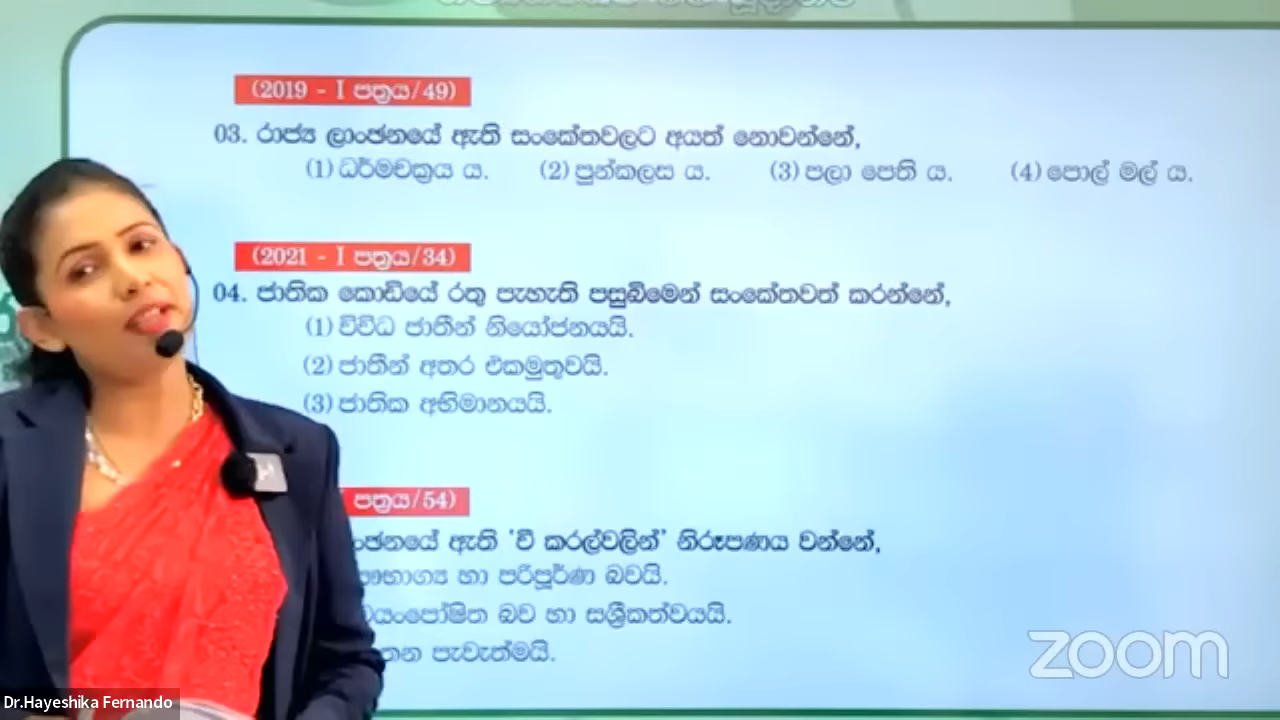 (2019 - I පත්‍රය/49)
03. රාජ්‍ය ලාංඡනයේ ඇති සංකේතවලට අයත් නොවන්නේ,
(1) ධර්මචක්‍රය ය. (2) පුන්කලස ය. (3) පලා පෙති ය. (4) පොල් මල් ය.
(2021 - I පත්‍රය/34)
04. ජාතික කොඩියේ රතු පැහැති පසුබිමෙන් සංකේතවත් කරන්නේ,
(1) විවිධ ජාතීන් නියෝජනයයි.
(2) ජාතීන් අතර එකමුතුවයි.
(3) ජාතික අභිමානයයි.
පත්‍රය/54)
ඇති 'වී කරල්වලින්' නිරූපණය වන්නේ,
හා පරිපූර්ණ බවයි.
බව හා සශ්‍රීකත්වයයි.
පැවැත්මයි.
zoom
Dr.Hayeshika Fernando